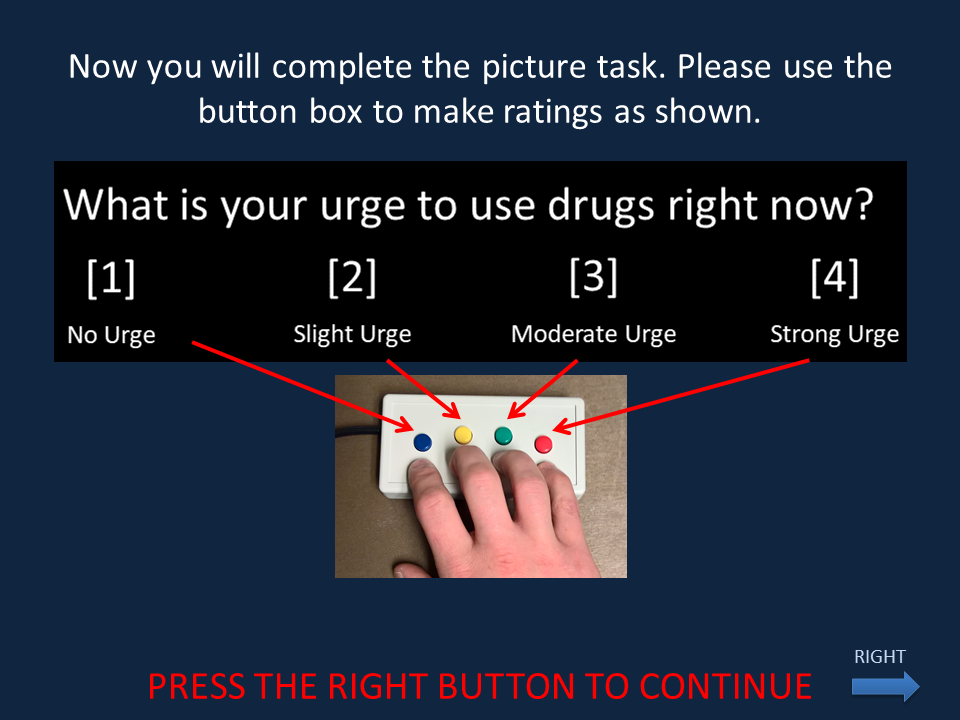 Now you will complete the picture task. Please use the
button box to make ratings as shown.
What is your urge to use drugs right now?
[1] [2] [3] [4]
No Urge Slight Urge Moderate Urge Strong Urge
RIGHT
PRESS THE RIGHT BUTTON TO CONTINUE